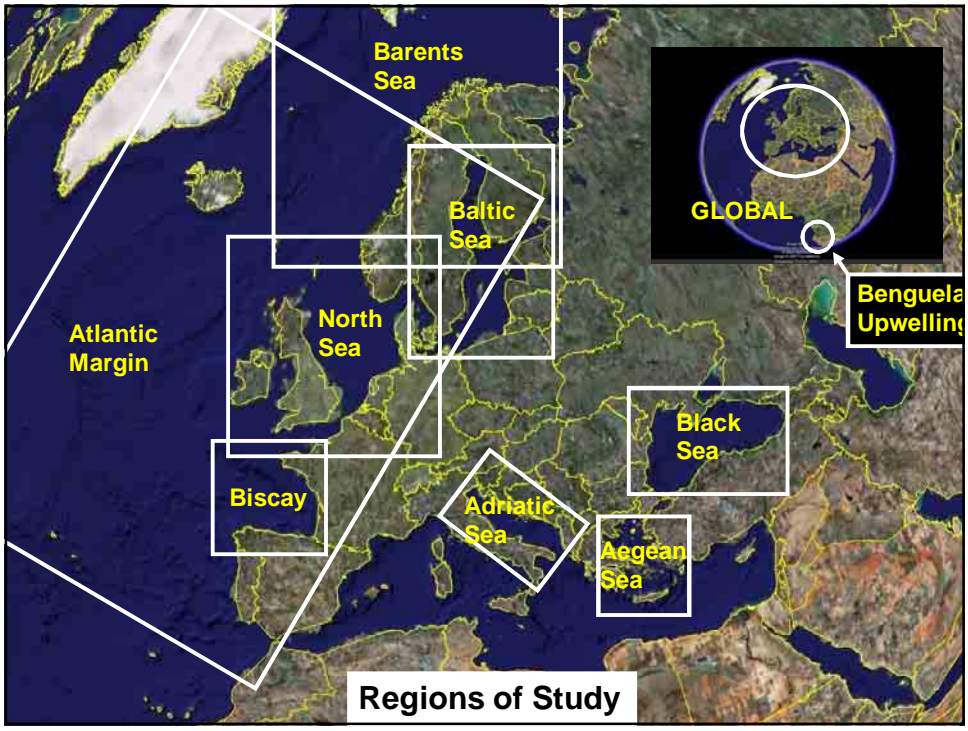 Barents
Sea
GLOBAL
Baltic
Sea
Benguela
Upwelling
Atlantic
Margin
North
Sea
Black
Sea
Biscay
Adriatic
Sea
Aegean
Sea
Regions of Study